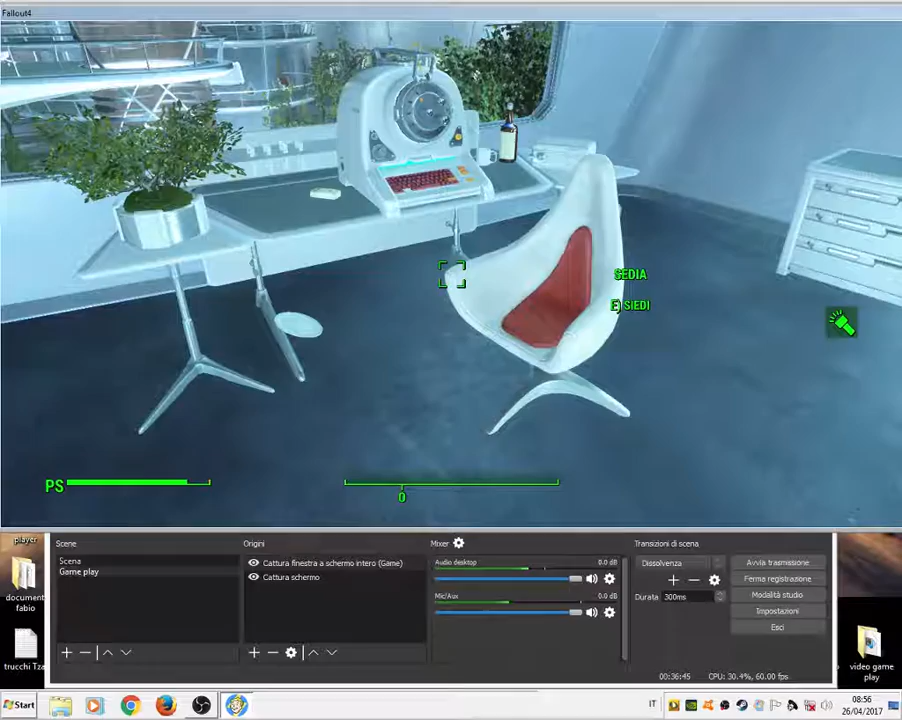 Fallout4
SEDIA
E) SIEDI
PS
0
player
document
fabio
trucchi Tza
Scene
Scena
Game play
Origini
Cattura finestra a schermo intero (Game)
Cattura schermo
Mixer
Audio desktop
0.0 dB
Mic/Aux
0.0 dB
Transizioni di scena
Dissolvenza
Durata
300ms
Avvia trasmissione
Ferma registrazione
Modalità studio
Impostazioni
Esci
00:36:45
CPU: 30.4%, 60.00 fps
video game
play
Start
IT
08:56
26/04/2017